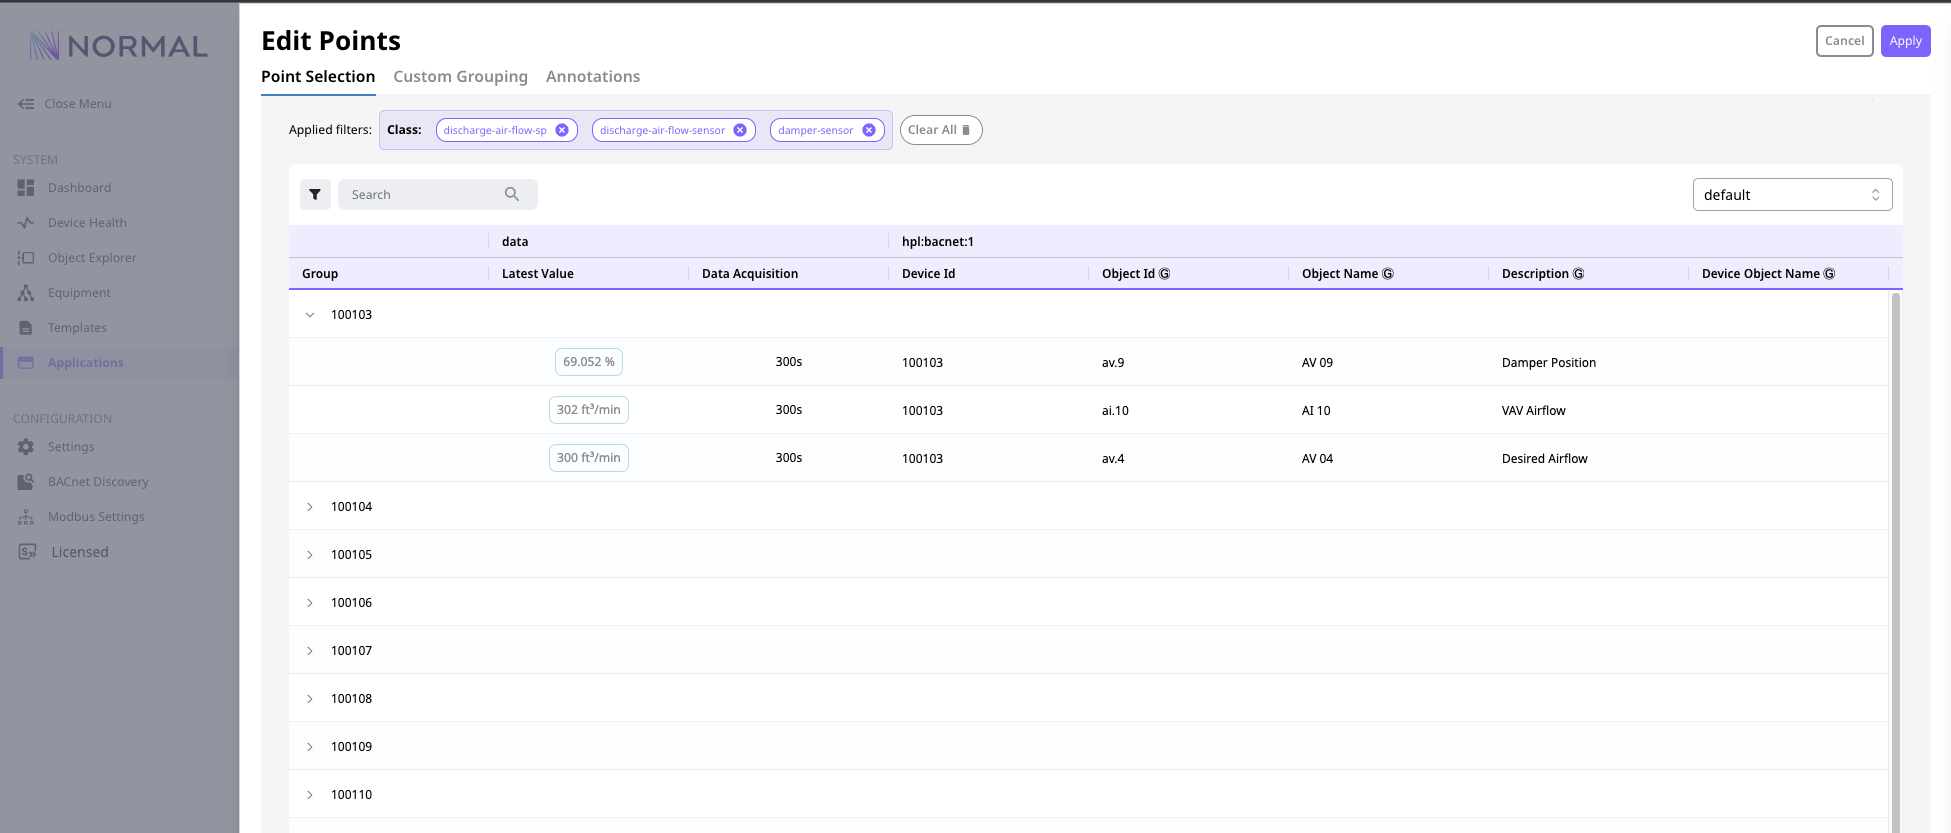 NORMAL
Close Menu
SYSTEM
Dashboard
Device Health
Object Explorer
Equipment
Templates
Applications
CONFIGURATION
Settings
BACnet Discovery
Modbus Settings
Licensed
Edit Points
Cancel
Apply
Point Selection Custom Grouping Annotations
Applied filters: Class: discharge-air-flow-sp discharge-air-flow-sensor damper-sensor Clear All
Search
default
data hpl:bacnet:1
Group Latest Value Data Acquisition Device Id Object Id G Object Name G Description G Device Object Name G
100103
69.052 % 300s 100103 av.9 AV 09 Damper Position
302 ft³/min 300s 100103 ai.10 AI 10 VAV Airflow
300 ft³/min 300s 100103 av.4 AV 04 Desired Airflow
100104
100105
100106
100107
100108
100109
100110